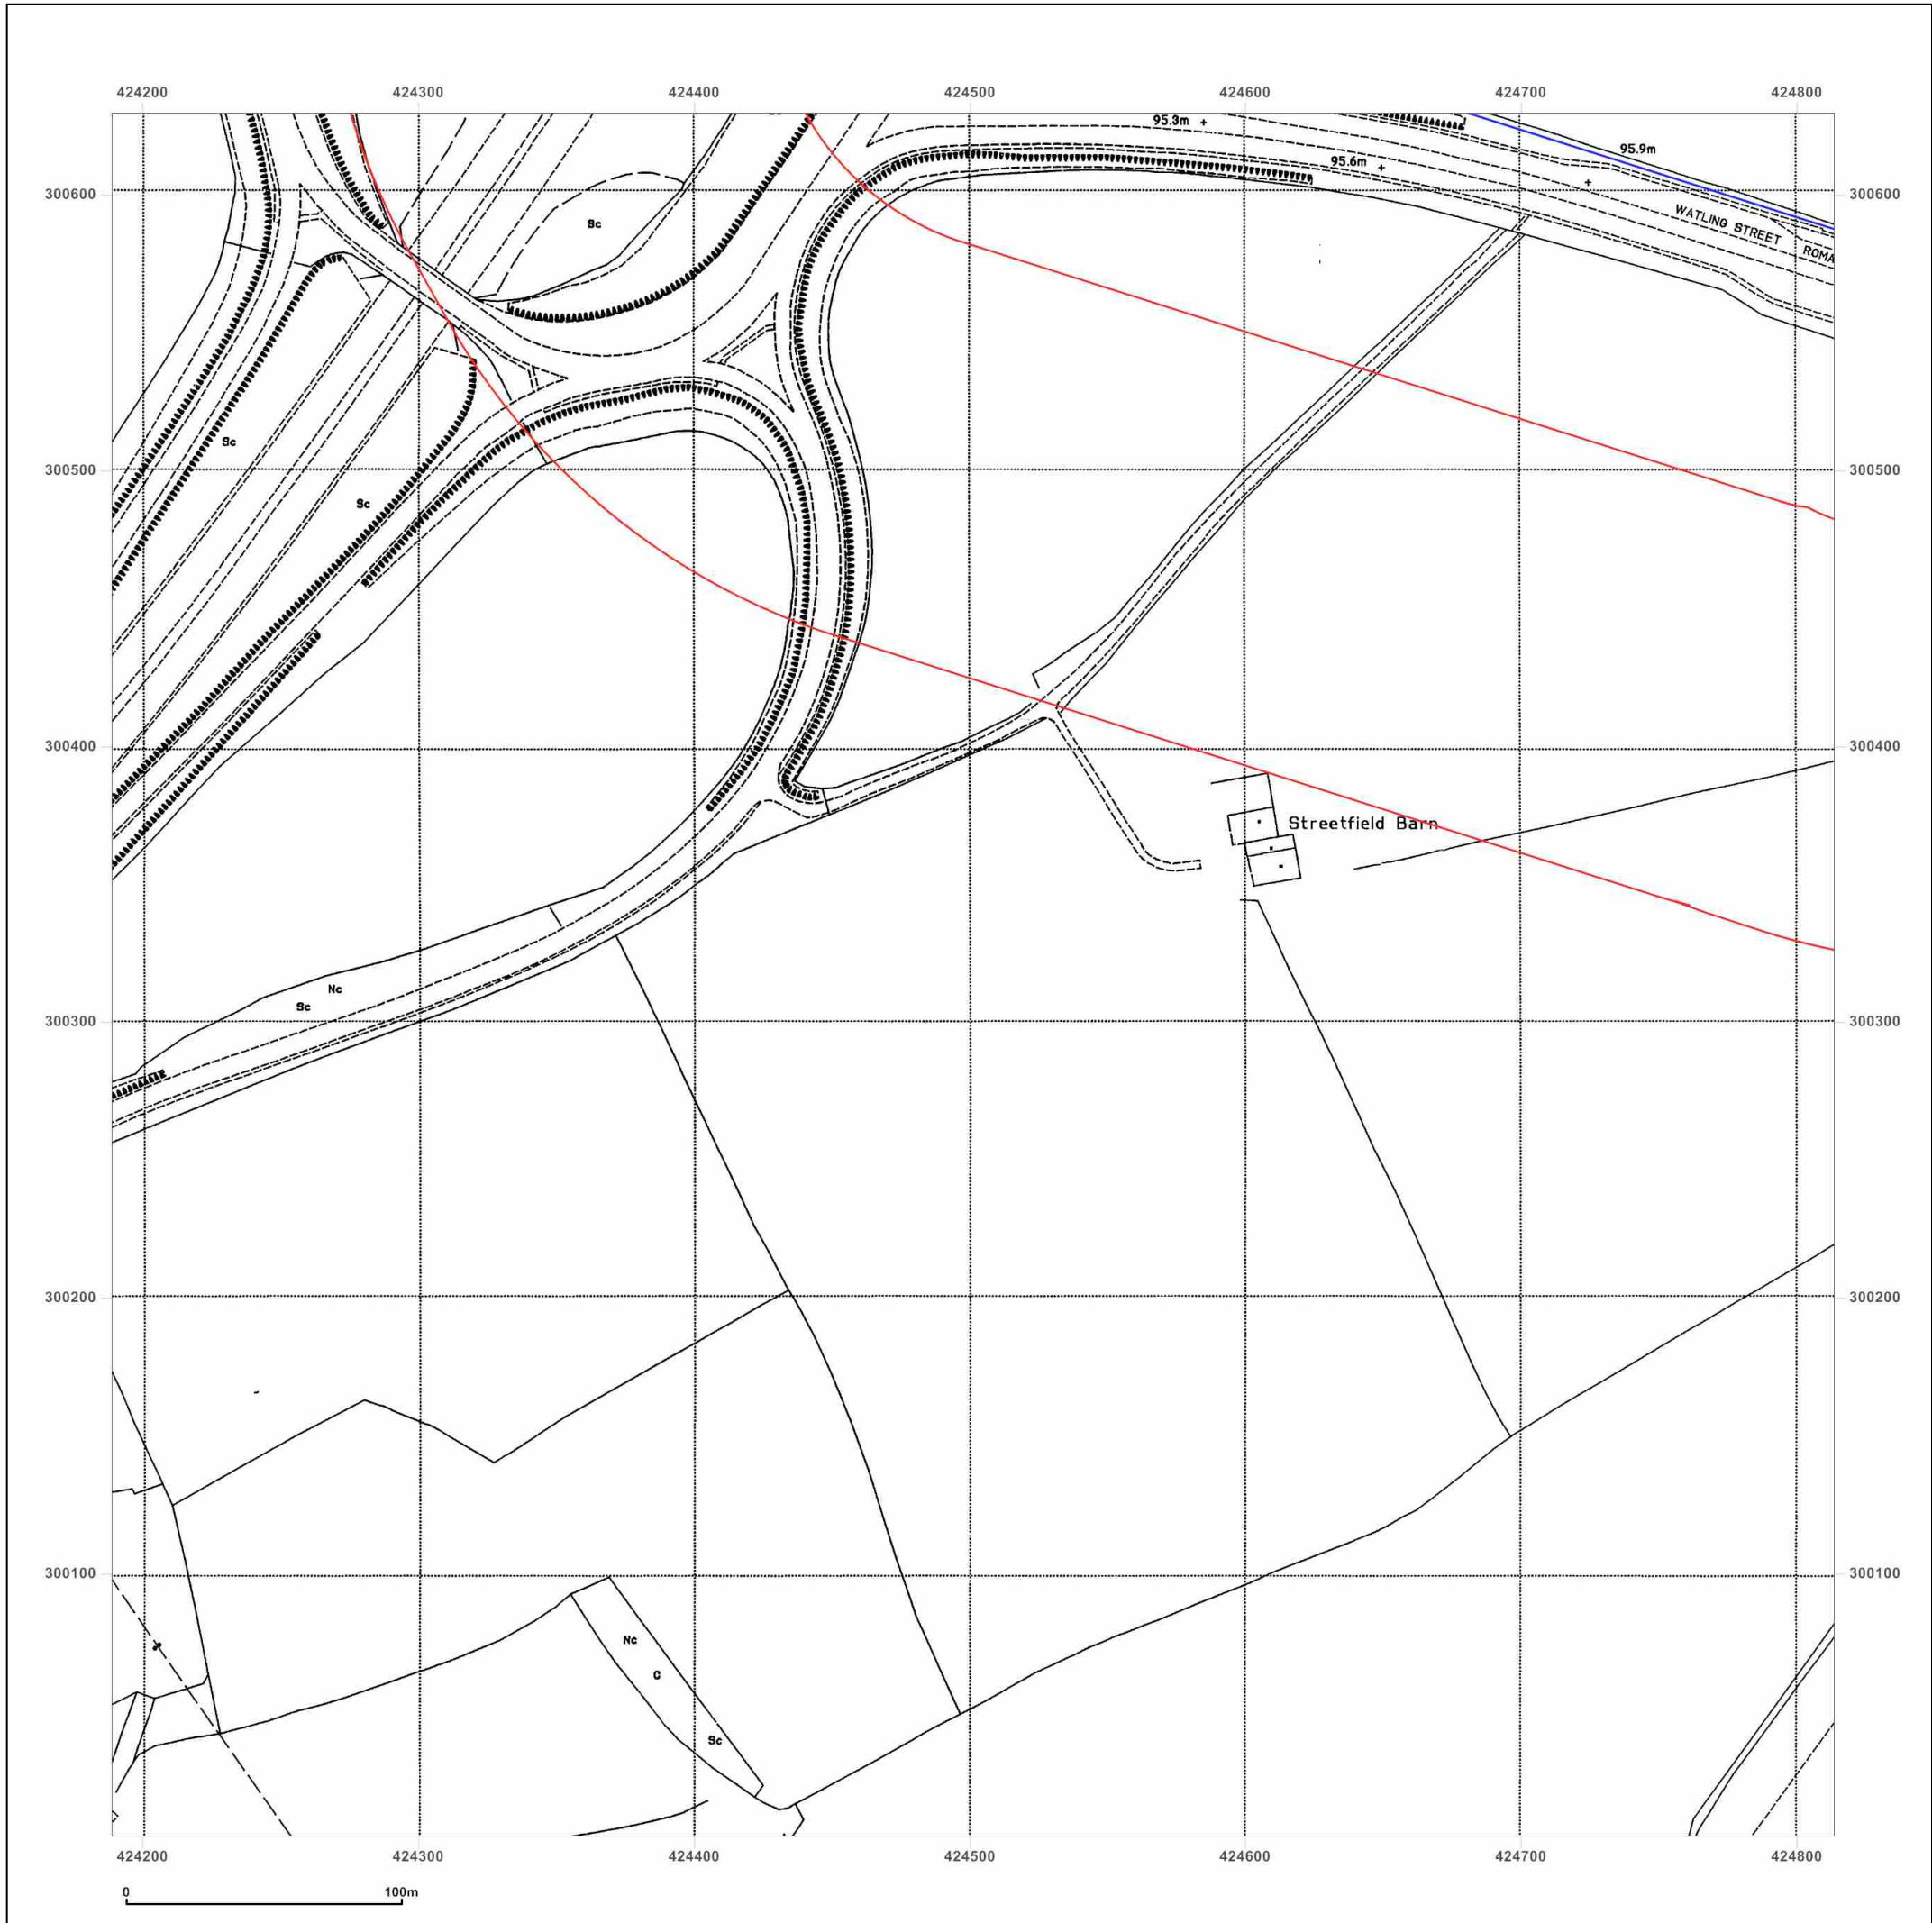 424200 424300 424400 424500 424600 424700 424800
95.3m
95.9m
95.6m
300600 300600
WATLING STREET
ROMA
Sc
Sc
300500 300500
Sc
300400 300400
Streetfield Barn
Nc
Sc
300300 300300
300200 300200
300100 300100
Nc
C
Sc
424200 424300 424400 424500 424600 424700 424800
0 100m